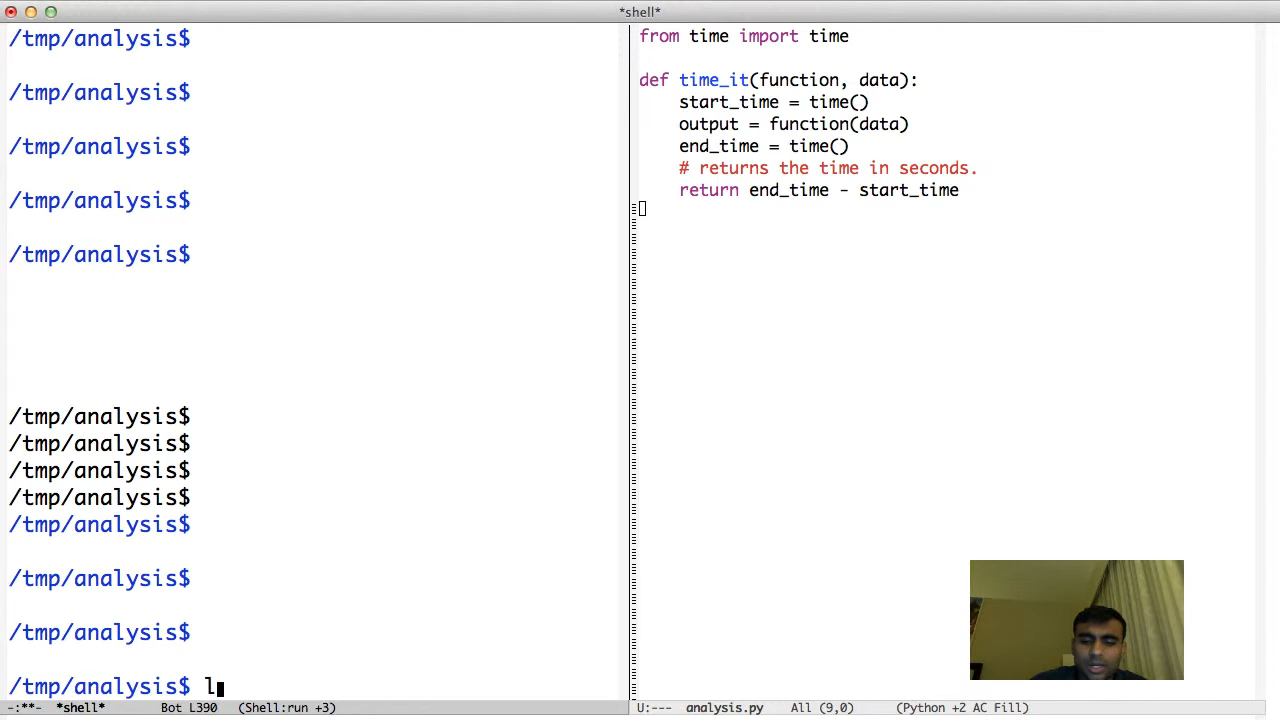 *shell*
/tmp/analysis$
/tmp/analysis$
/tmp/analysis$
/tmp/analysis$
/tmp/analysis$
/tmp/analysis$
/tmp/analysis$
/tmp/analysis$
/tmp/analysis$
/tmp/analysis$
/tmp/analysis$
/tmp/analysis$
/tmp/analysis$ l
-:**- *shell* Bot L390 (Shell:run +3)
from time import time
def time_it(function, data):
start_time = time()
output = function(data)
end_time = time()
# returns the time in seconds.
return end_time - start_time
U:--- analysis.py All (9,0) (Python +2 AC Fill)